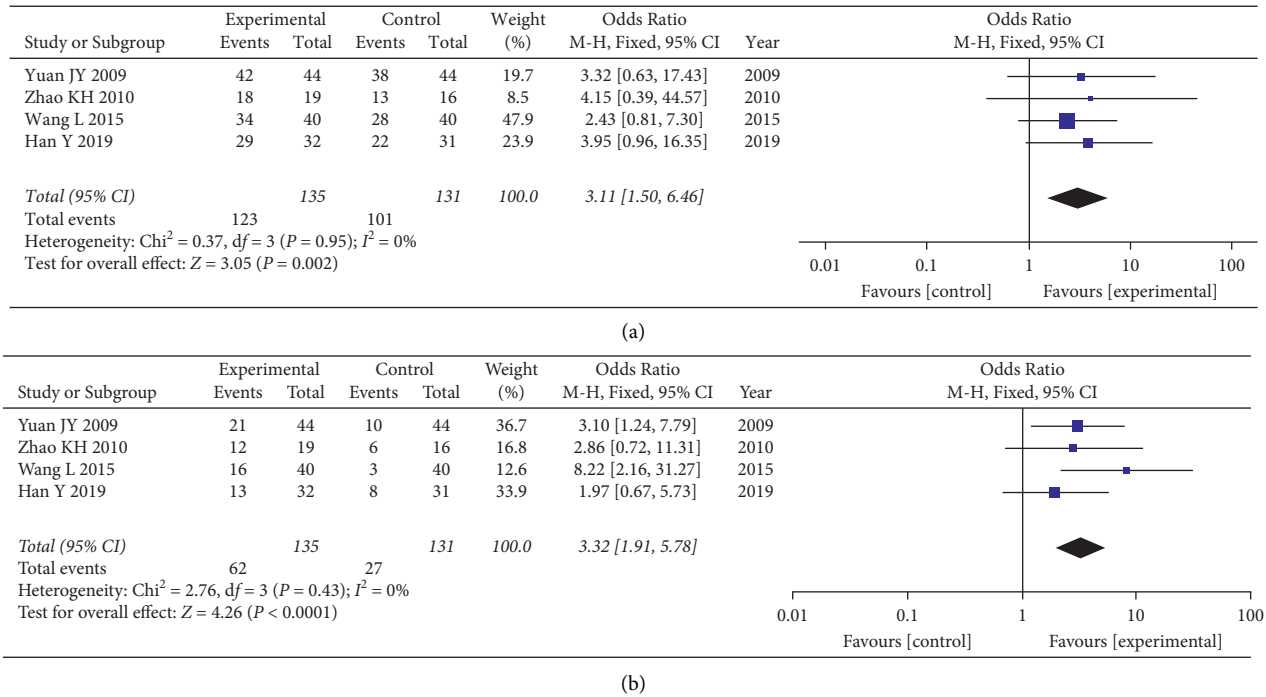 Experimental Control Weight Odds Ratio Odds Ratio
Study or Subgroup Events Total Events Total (%) M-H, Fixed, 95% CI Year M-H, Fixed, 95% CI
Yuan JY 2009 42 44 38 44 19.7 3.32 [0.63, 17.43] 2009
Zhao KH 2010 18 19 13 16 8.5 4.15 [0.39, 44.57] 2010
Wang L 2015 34 40 28 40 47.9 2.43 [0.81, 7.30] 2015
Han Y 2019 29 32 22 31 23.9 3.95 [0.96, 16.35] 2019
Total (95% CI) 135 131 100.0 3.11 [1.50, 6.46]
Total events 123 101
Heterogeneity: Chi² = 0.37, df = 3 (P = 0.95); I² = 0%
Test for overall effect: Z = 3.05 (P = 0.002)
0.01 0.1 1 10 100
Favours [control] Favours [experimental]
(a)
Experimental Control Weight Odds Ratio Odds Ratio
Study or Subgroup Events Total Events Total (%) M-H, Fixed, 95% CI Year M-H, Fixed, 95% CI
Yuan JY 2009 21 44 10 44 36.7 3.10 [1.24, 7.79] 2009
Zhao KH 2010 12 19 6 16 16.8 2.86 [0.72, 11.31] 2010
Wang L 2015 16 40 3 40 12.6 8.22 [2.16, 31.27] 2015
Han Y 2019 13 32 8 31 33.9 1.97 [0.67, 5.73] 2019
Total (95% CI) 135 131 100.0 3.32 [1.91, 5.78]
Total events 62 27
Heterogeneity: Chi² = 2.76, df = 3 (P = 0.43); I² = 0%
Test for overall effect: Z = 4.26 (P < 0.0001)
0.01 0.1 1 10 100
Favours [control] Favours [experimental]
(b)